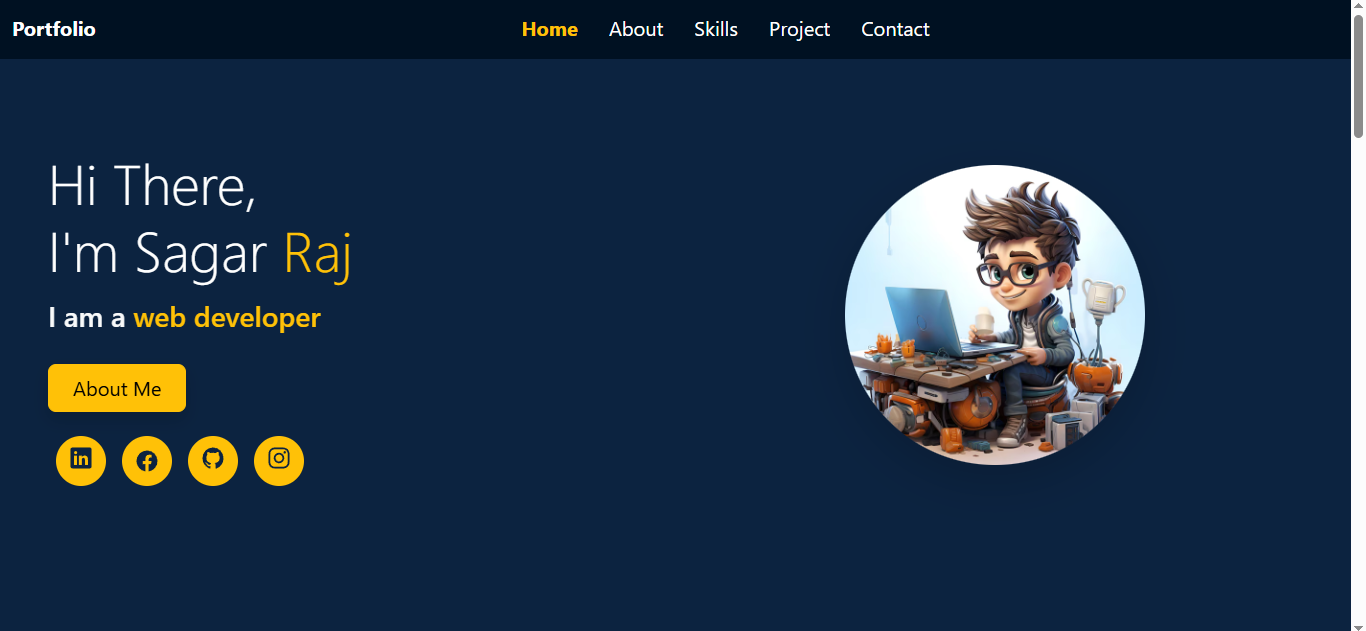 Portfolio
Home About Skills Project Contact
Hi There,
I'm Sagar Raj
I am a web developer
About Me